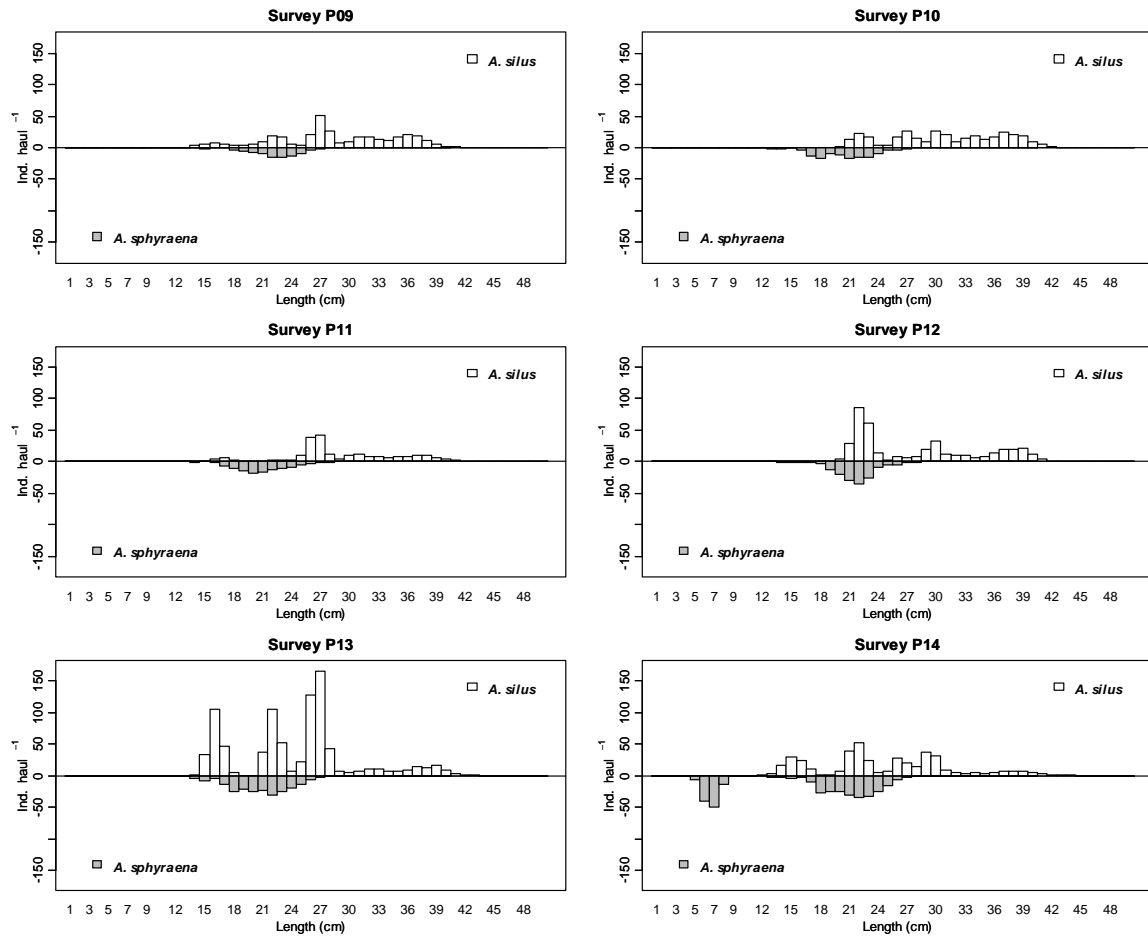 Survey P09
A. silus
Ind. haul ⁻¹
150
100
50
0
-50
-150
A. sphyraena
1 3 5 7 9 12 15 18 21 24 27 30 33 36 39 42 45 48
Length (cm)
Survey P10
A. silus
Ind. haul ⁻¹
150
100
50
0
-50
-150
A. sphyraena
1 3 5 7 9 12 15 18 21 24 27 30 33 36 39 42 45 48
Length (cm)
Survey P11
A. silus
Ind. haul ⁻¹
150
100
50
0
-50
-150
A. sphyraena
1 3 5 7 9 12 15 18 21 24 27 30 33 36 39 42 45 48
Length (cm)
Survey P12
A. silus
Ind. haul ⁻¹
150
100
50
0
-50
-150
A. sphyraena
1 3 5 7 9 12 15 18 21 24 27 30 33 36 39 42 45 48
Length (cm)
Survey P13
A. silus
Ind. haul ⁻¹
150
100
50
0
-50
-150
A. sphyraena
1 3 5 7 9 12 15 18 21 24 27 30 33 36 39 42 45 48
Length (cm)
Survey P14
A. silus
Ind. haul ⁻¹
150
100
50
0
-50
-150
A. sphyraena
1 3 5 7 9 12 15 18 21 24 27 30 33 36 39 42 45 48
Length (cm)